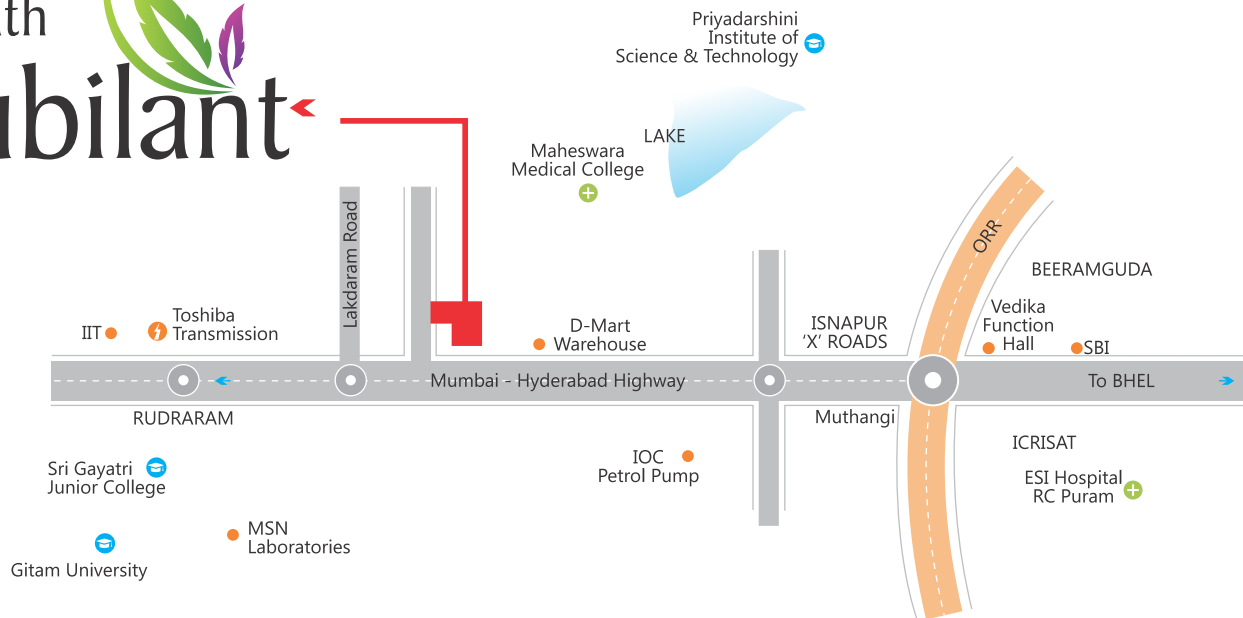 Priyadarshini
Institute of
Science & Technology
LAKE
Maheswara
Medical College
Lakdaram Road
ORR
BEERAMGUDA
IIT
Toshiba
Transmission
D-Mart
Warehouse
ISNAPUR
‘X’ ROADS
Vedika
Function
Hall
SBI
Mumbai - Hyderabad Highway
To BHEL
RUDRARAM
Muthangi
Sri Gayatri
Junior College
IOC
Petrol Pump
ICRISAT
ESI Hospital
RC Puram
MSN
Laboratories
Gitam University